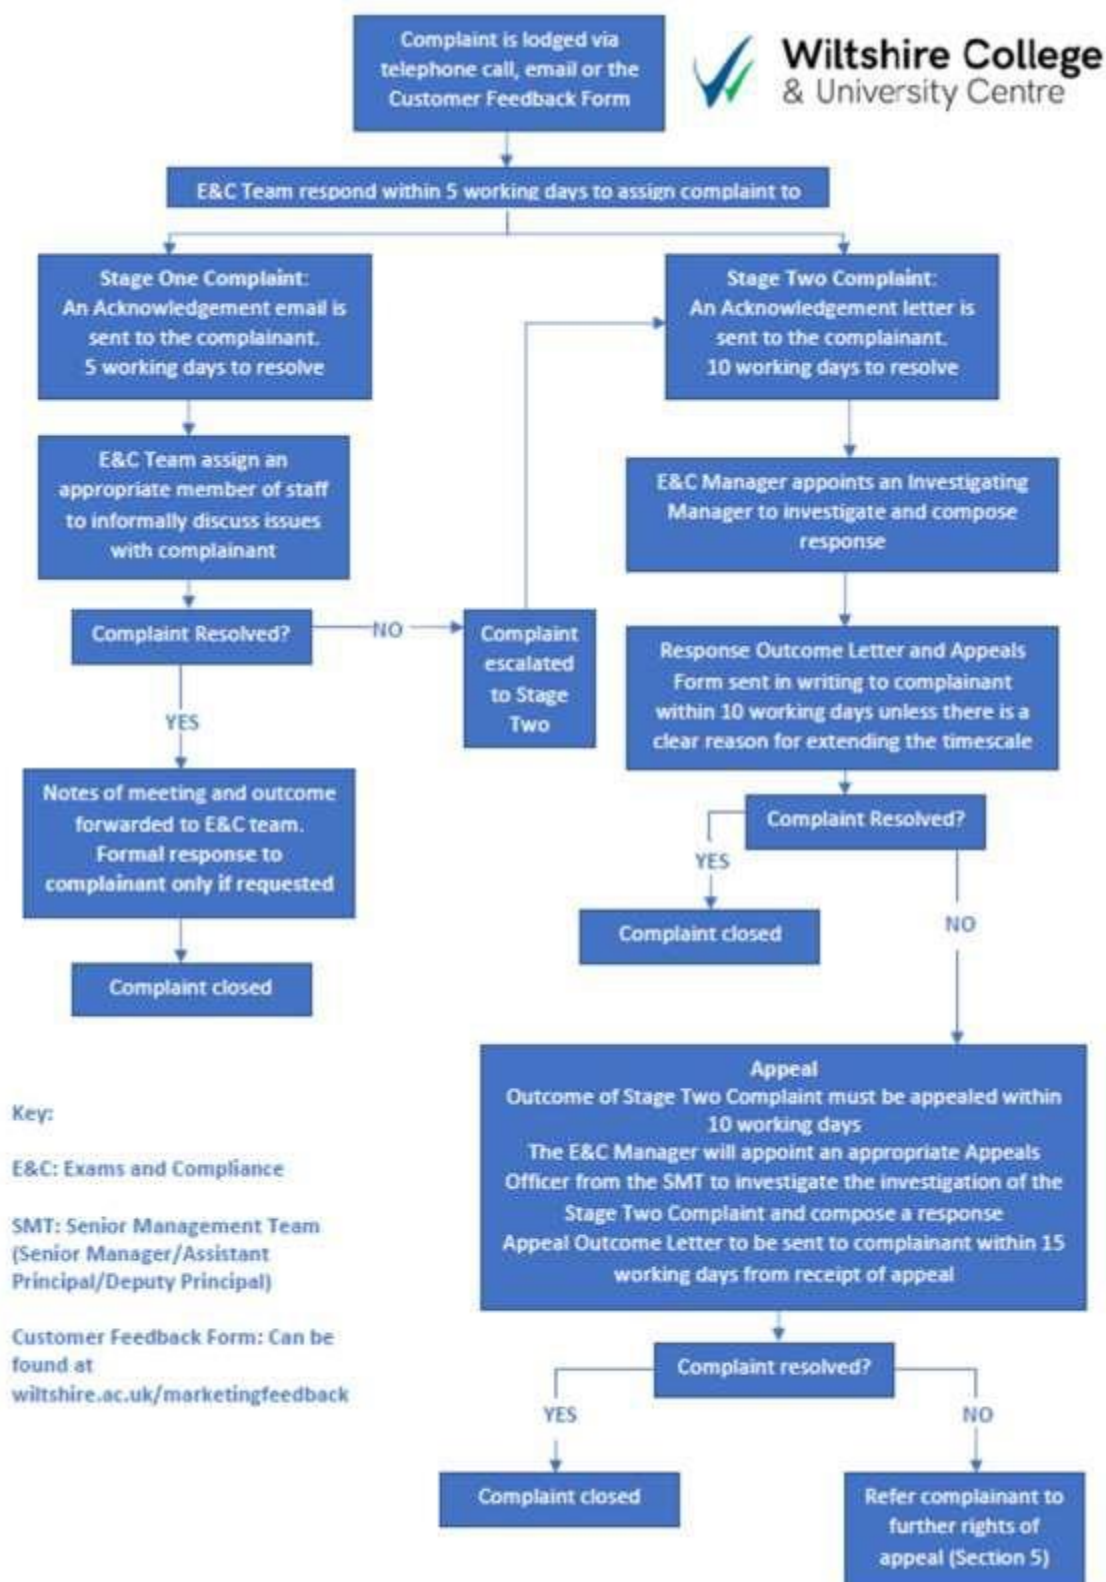 Complaint is lodged via
telephone call, email or the
Customer Feedback Form
Wiltshire College
& University Centre
E&C Team respond within 5 working days to assign complaint to
Stage One Complaint:
An Acknowledgement email is
sent to the complainant.
5 working days to resolve
Stage Two Complaint:
An Acknowledgement letter is
sent to the complainant.
10 working days to resolve
E&C Team assign an
appropriate member of staff
to informally discuss issues
with complainant
E&C Manager appoints an Investigating
Manager to investigate and compose
response
Complaint Resolved?
NO
Complaint
escalated
to Stage
Two
Response Outcome Letter and Appeals
Form sent in writing to complainant
within 10 working days unless there is a
clear reason for extending the timescale
YES
Notes of meeting and outcome
forwarded to E&C team.
Formal response to
complainant only if requested
Complaint closed
Complaint Resolved?
YES
Complaint closed
NO
Appeal
Outcome of Stage Two Complaint must be appealed within
10 working days
The E&C Manager will appoint an appropriate Appeals
Officer from the SMT to investigate the investigation of the
Stage Two Complaint and compose a response
Appeal Outcome Letter to be sent to complainant within 15
working days from receipt of appeal
Key:
E&C: Exams and Compliance
SMT: Senior Management Team
(Senior Manager/Assistant
Principal/Deputy Principal)
Customer Feedback Form: Can be
found at
wiltshire.ac.uk/marketingfeedback
Complaint resolved?
YES
NO
Complaint closed
Refer complainant to
further rights of
appeal (Section 5)